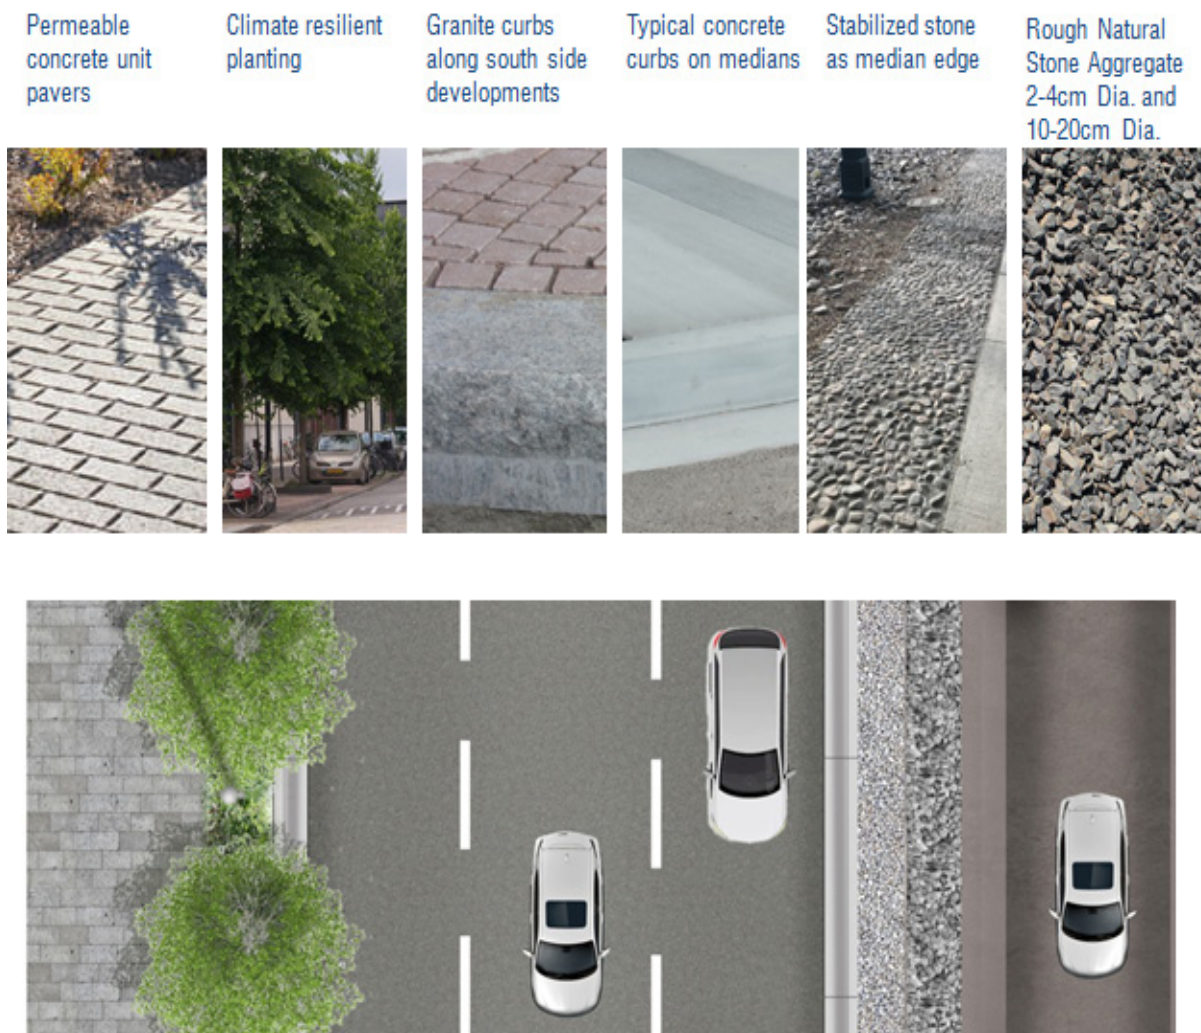 Permeable
concrete unit
pavers
Climate resilient
planting
Granite curbs
along south side
developments
Typical concrete
curbs on medians
Stabilized stone
as median edge
Rough Natural
Stone Aggregate
2-4cm Dia. and
10-20cm Dia.